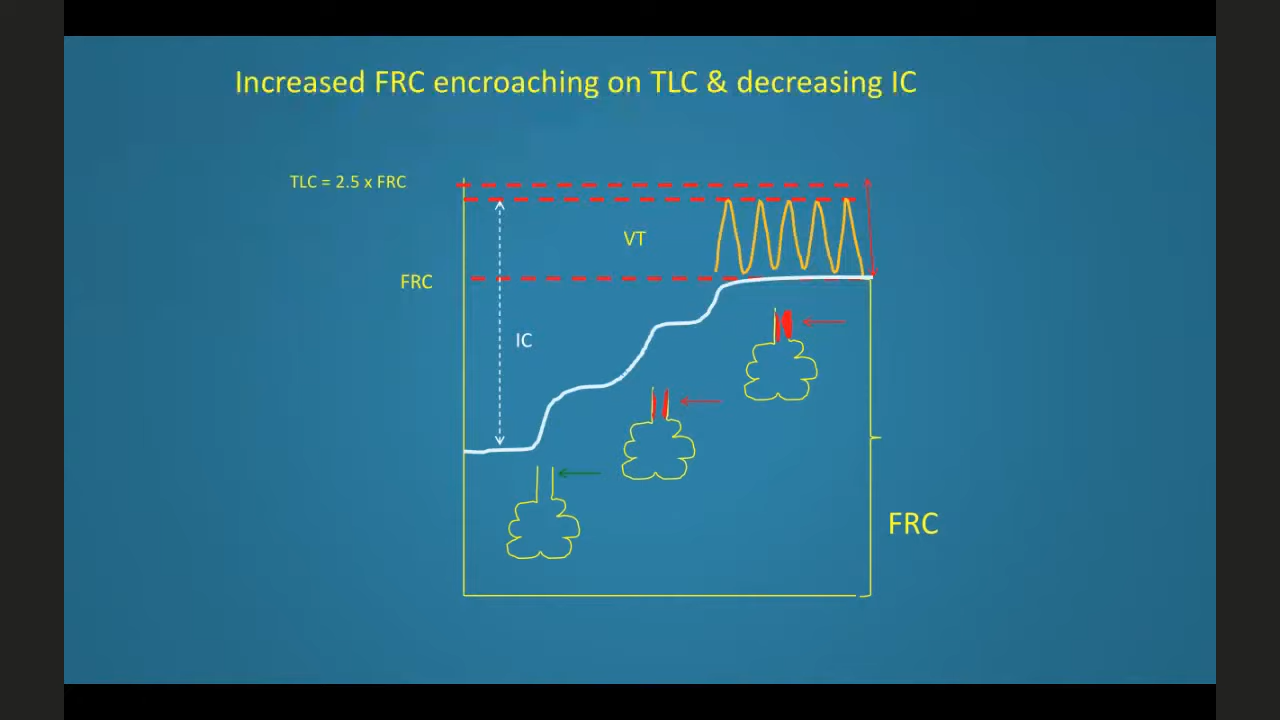 Increased FRC encroaching on TLC & decreasing IC
TLC = 2.5 x FRC
VT
FRC
IC
FRC